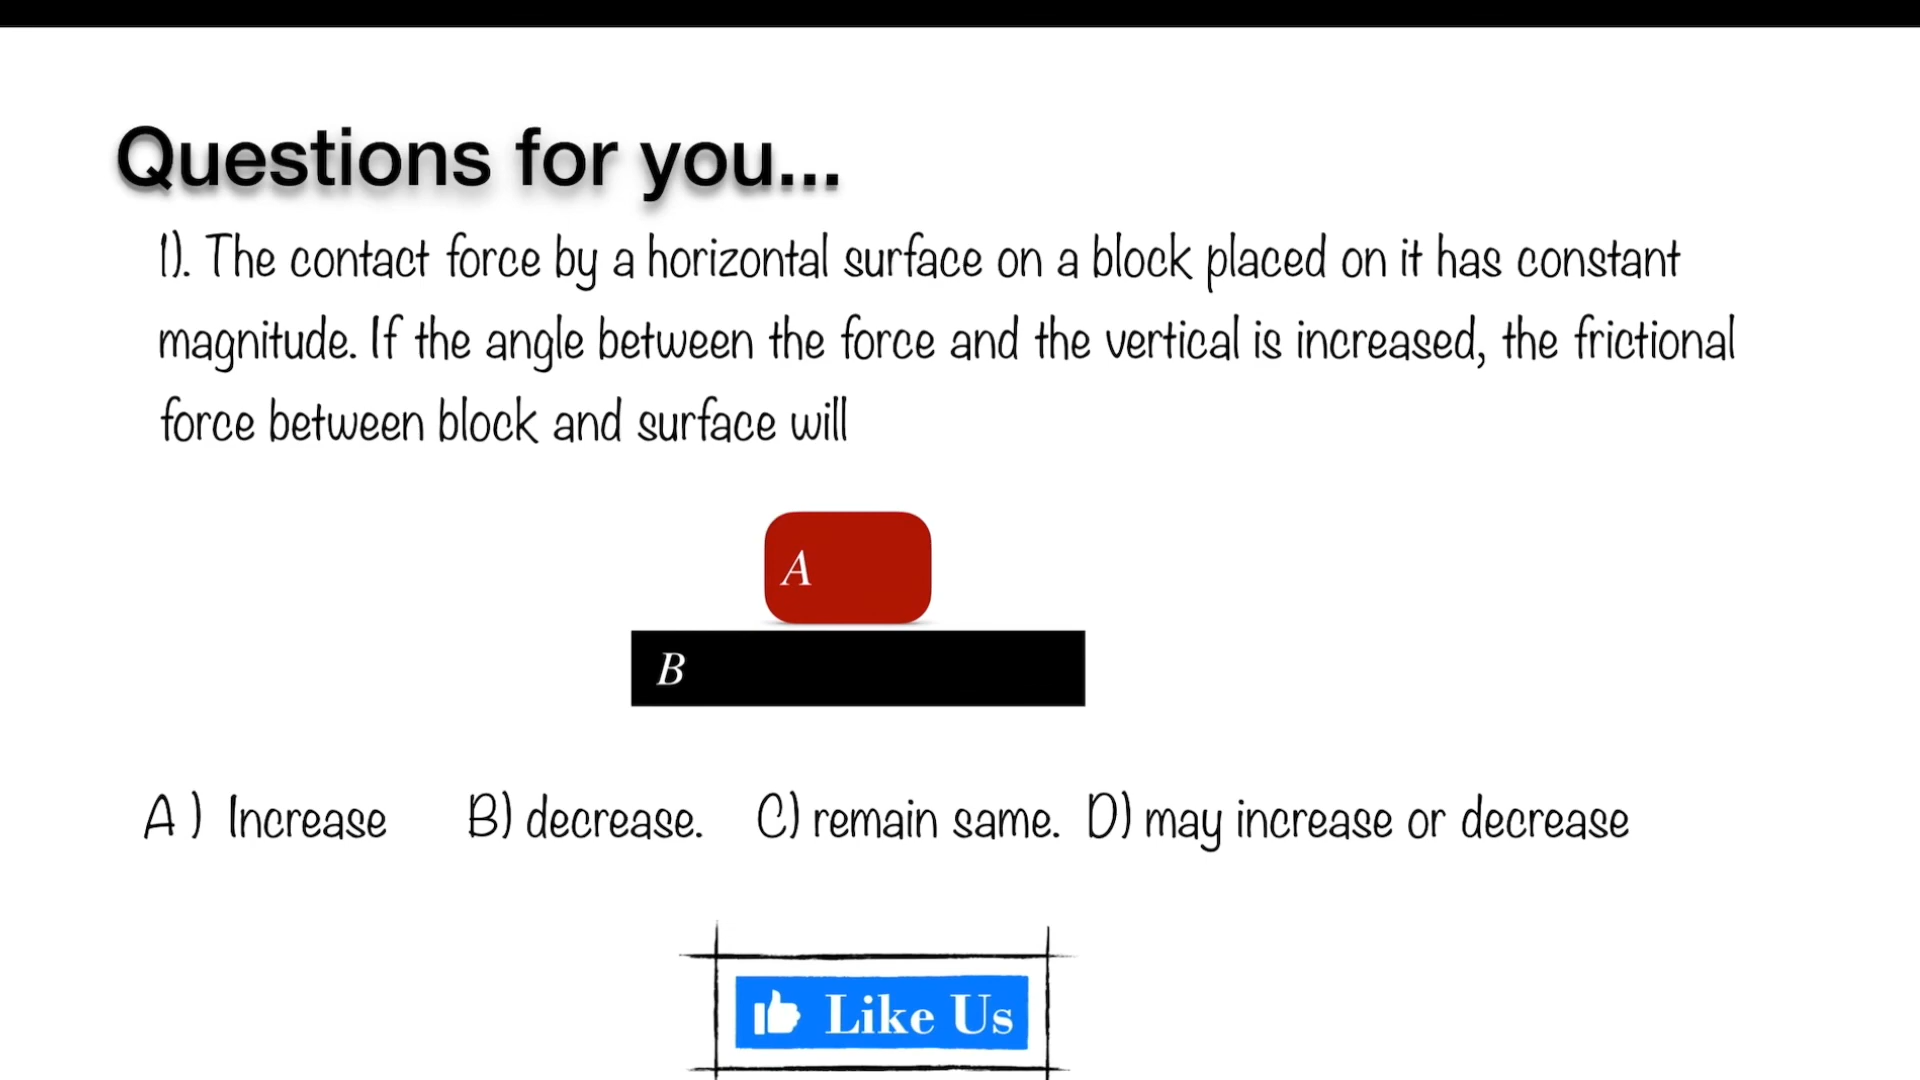 Questions for you...
1). The contact force by a horizontal surface on a block placed on it has constant
magnitude. If the angle between the force and the vertical is increased, the frictional
force between block and surface will
A
B
A ) Increase B) decrease. C) remain same. D) may increase or decrease
Like Us